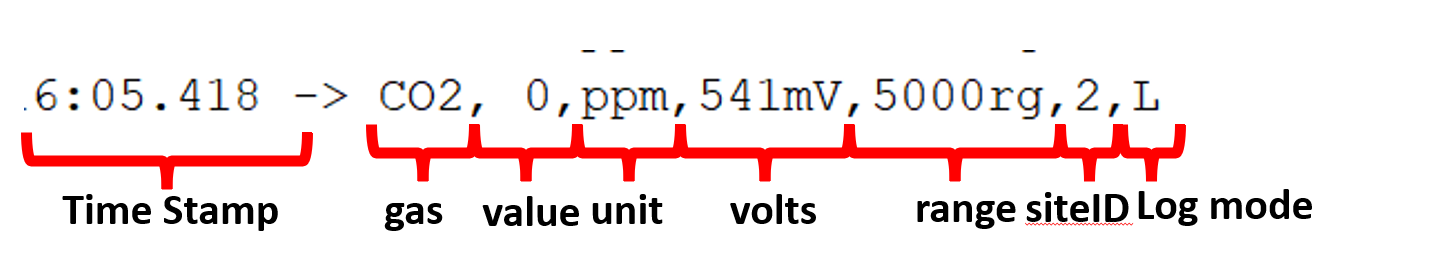 6:05.418 -> CO2, 0,ppm,541mV,5000rg,2,L
Time Stamp gas value unit volts range siteID Log mode